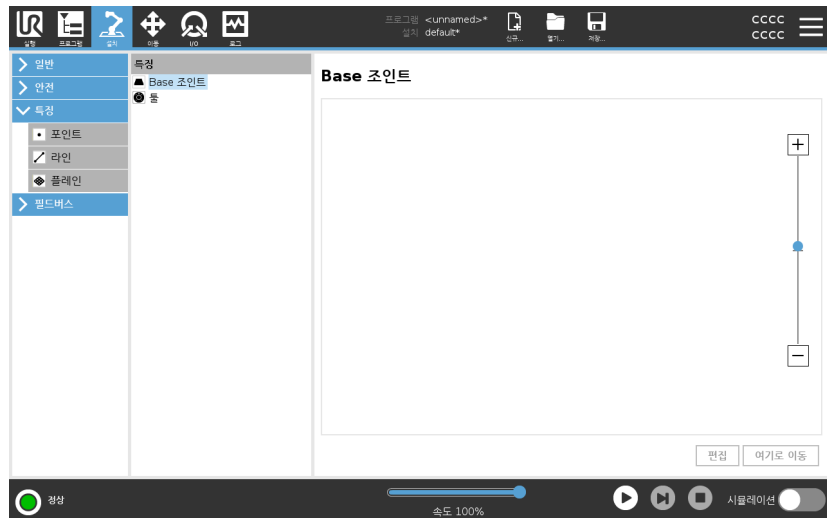 UR
프로그램 <unnamed>*
설치 default*
실행 프로그램 설치 이동 I/O 로그
신규... 열기... 저장...
CCCC
CCCC
일반
안전
특징
포인트
라인
플레인
필드버스
특징
Base 조인트
툴
Base 조인트
편집
여기로 이동
정상
속도 100%
시뮬레이션